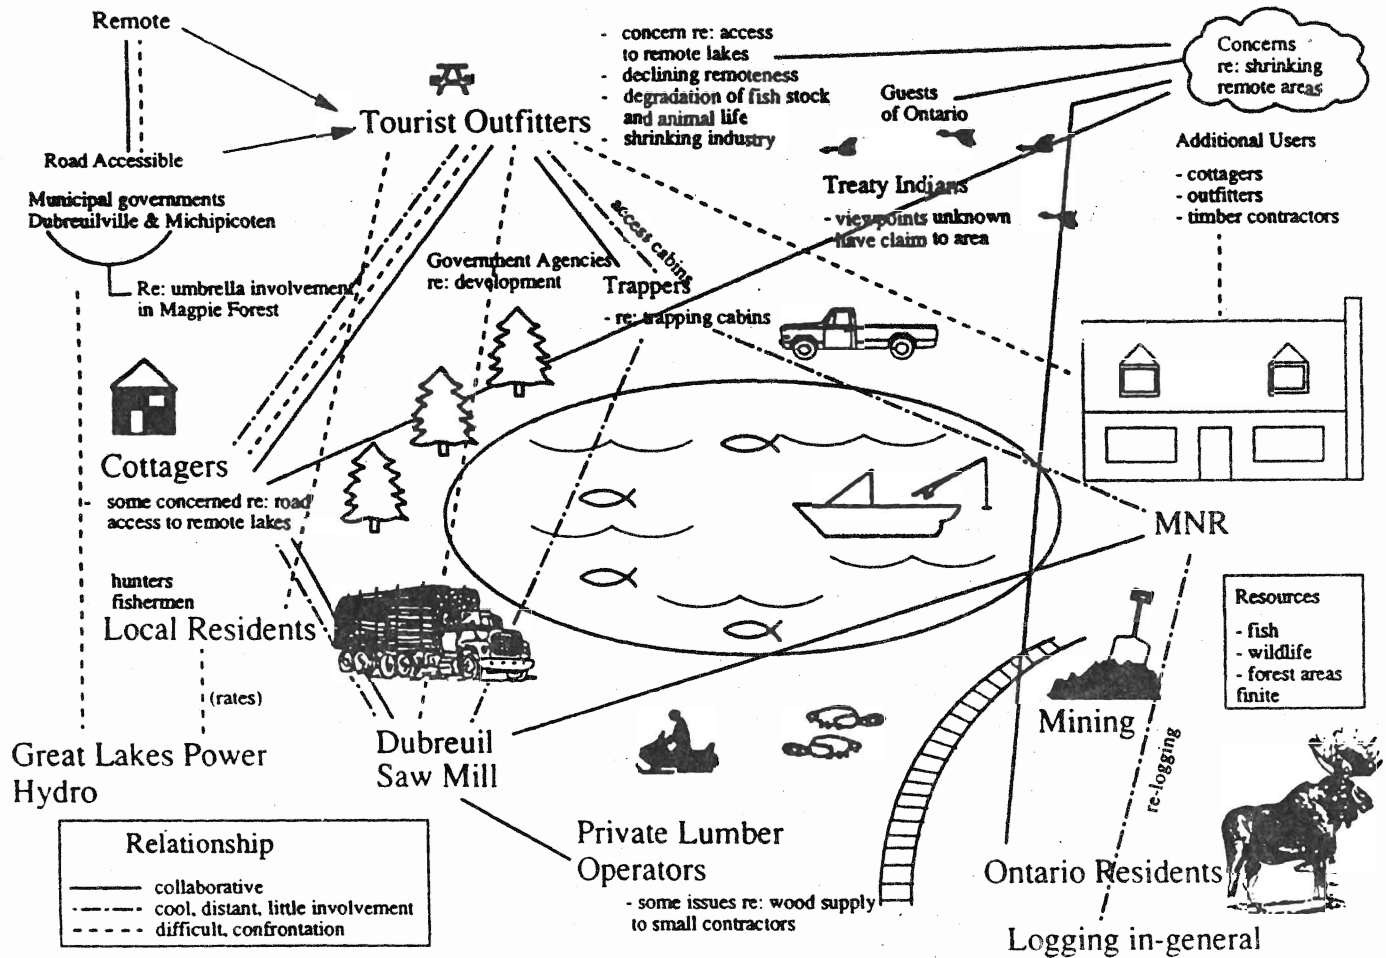 Remote
Road Accessible
Municipal governments
Dubreuilville & Michipicoten
Re: umbrella involvement
in Magpie Forest
Tourist Outfitters
- concern re: access
to remote lakes
- declining remoteness
- degradation of fish stock
and animal life
- shrinking industry
Guests
of Ontario
Concerns
re: shrinking
remote areas
Additional Users
- cottagers
- outfitters
- timber contractors
Treaty Indians
- viewpoints unknown
have claim to area
access cabins
Government Agencies
re: development
Trappers
- re: trapping cabins
Cottagers
- some concerned re: road
access to remote lakes
hunters
fishermen
Local Residents
(rates)
Great Lakes Power
Hydro
Dubreuil
Saw Mill
MNR
Resources
- fish
- wildlife
- forest areas
finite
Mining
re-logging
Private Lumber
Operators
- some issues re: wood supply
to small contractors
Ontario Residents
Logging in-general
Relationship
collaborative
cool, distant, little involvement
difficult, confrontation